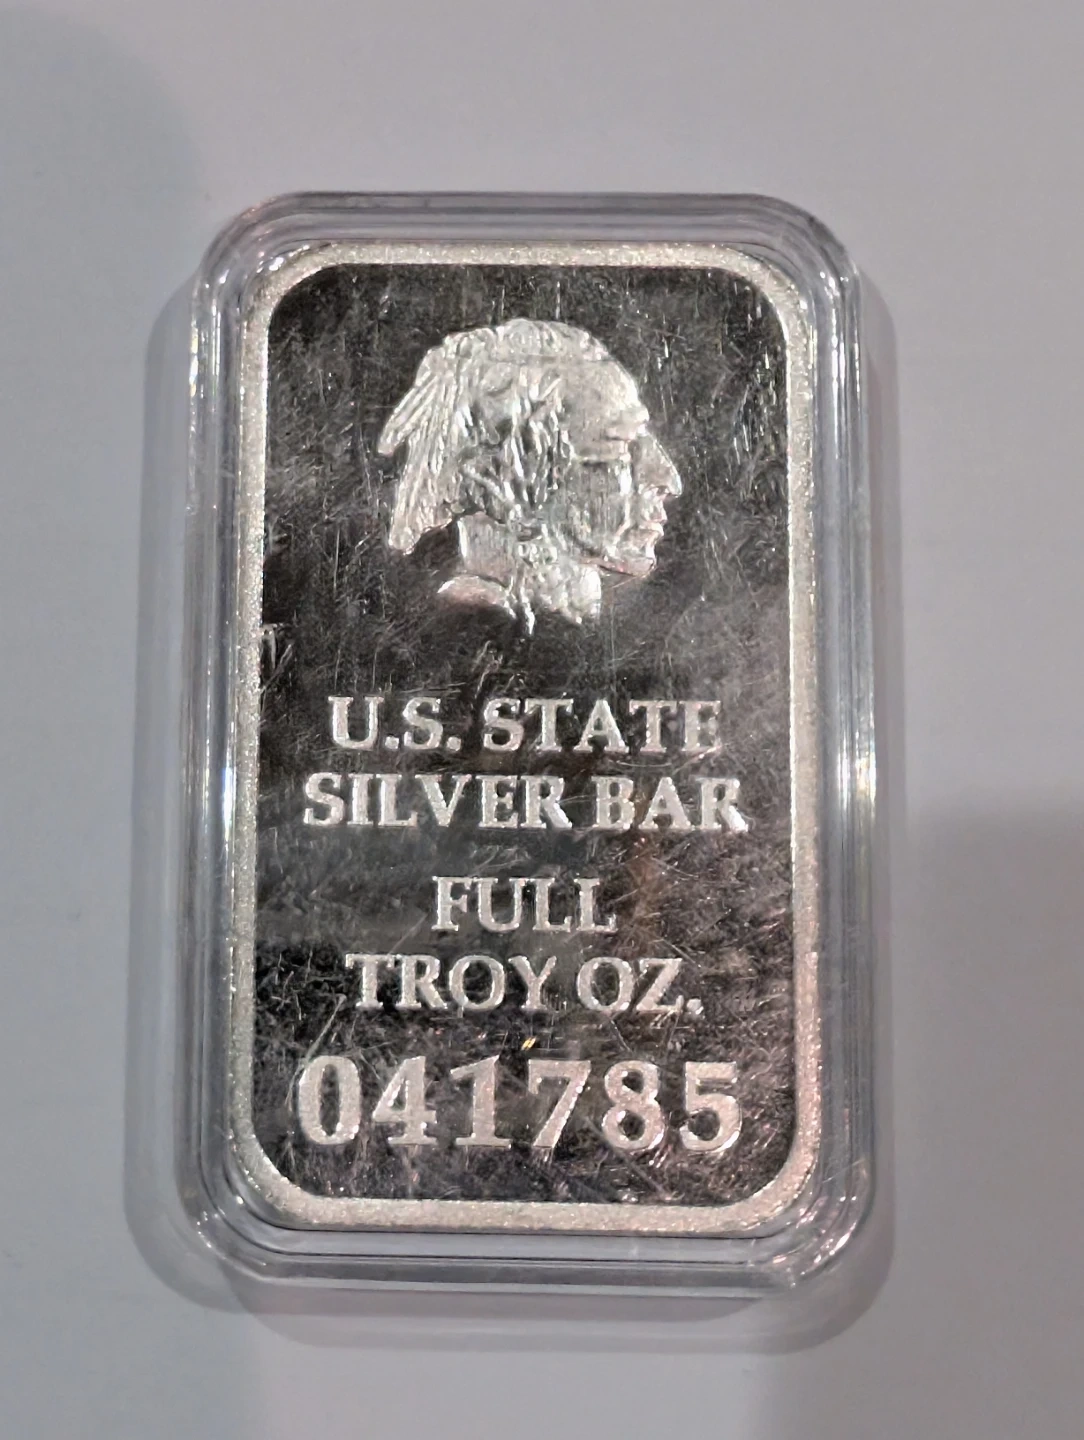 U.S. STATE
SILVER BAR
FULL
TROY OZ.
041785